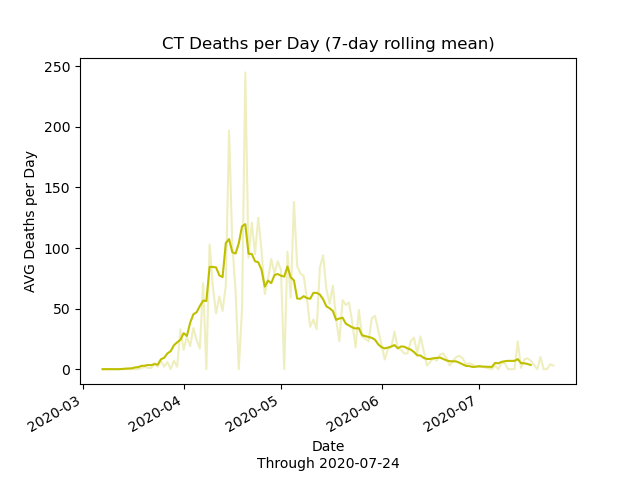 CT Deaths per Day (7-day rolling mean)
250
200
150
100
50
0
AVG Deaths per Day
2020-03
2020-04
2020-05
2020-06
2020-07
Date
Through 2020-07-24